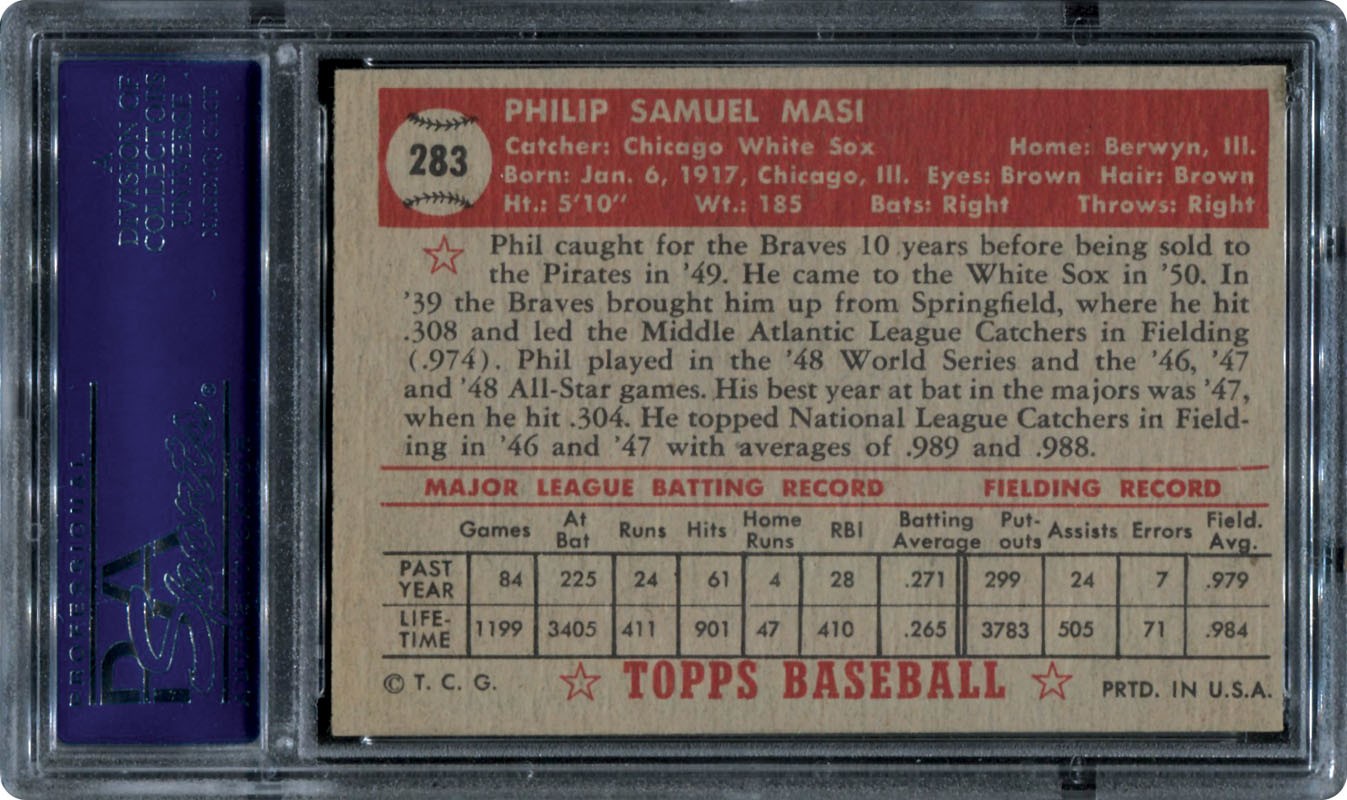 283
PHILIP SAMUEL MASI
Catcher: Chicago White Sox Home: Berwyn, Ill.
Born: Jan. 6, 1917, Chicago, Ill. Eyes: Brown Hair: Brown
Ht.: 5'10" Wt.: 185 Bats: Right Throws: Right
Phil caught for the Braves 10 years before being sold to
the Pirates in '49. He came to the White Sox in '50. In
'39 the Braves brought him up from Springfield, where he hit
.308 and led the Middle Atlantic League Catchers in Fielding
(.974). Phil played in the '48 World Series and the '46, '47
and '48 All-Star games. His best year at bat in the majors was '47,
when he hit .304. He topped National League Catchers in Field-
ing in '46 and '47 with averages of .989 and .988.
MAJOR LEAGUE BATTING RECORD FIELDING RECORD
Games At Bat Runs Hits Home Runs RBI Batting Average Put-outs Assists Errors Field. Avg.
PAST YEAR 84 225 24 61 4 28 .271 299 24 7 .979
LIFE-TIME 1199 3405 411 901 47 410 .265 3783 505 71 .984
© T. C. G. TOPPS BASEBALL PRTD. IN U.S.A.
A
DIVISION OF
COLLECTORS
UNIVERSE
NASDAQ: CLCT
PSA
Sports